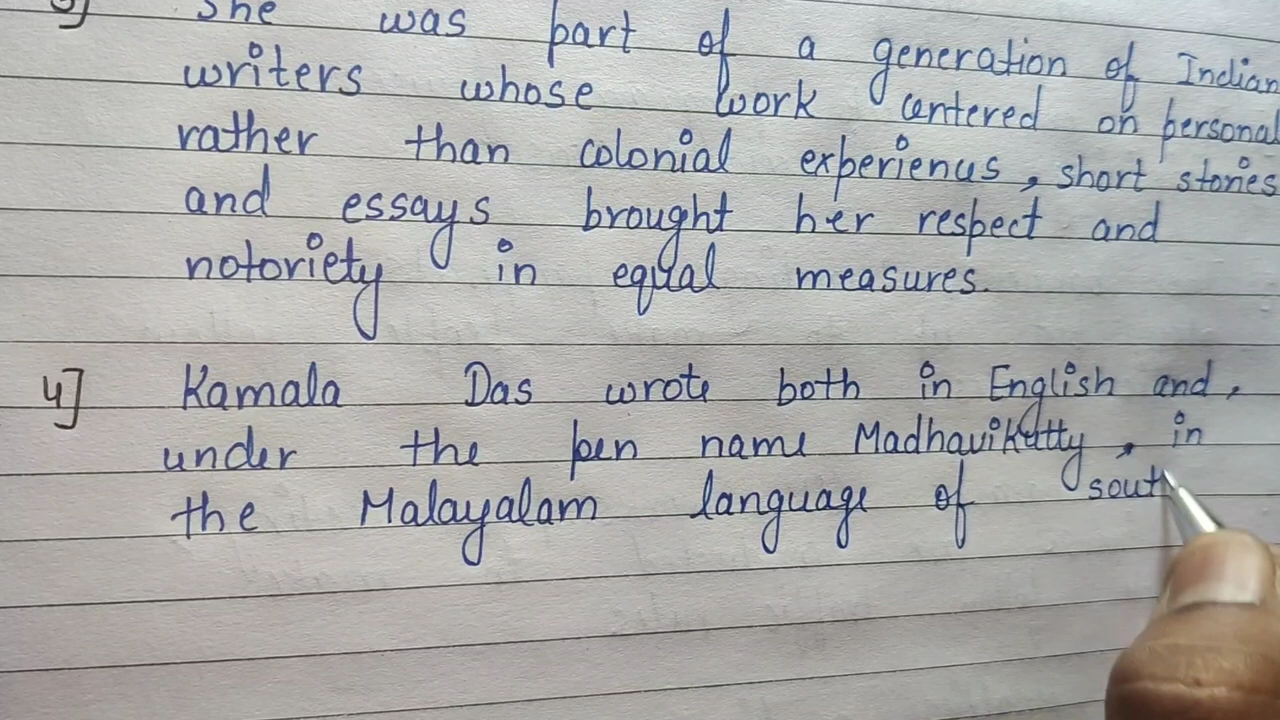 3] She was part of a generation of Indian
writers whose work centered on personal
rather than colonial experiences, short stories
and essays brought her respect and
notoriety in equal measures.
4] Kamala Das wrote both in English and,
under the pen name Madhavikutty, in
the Malayalam language of sout